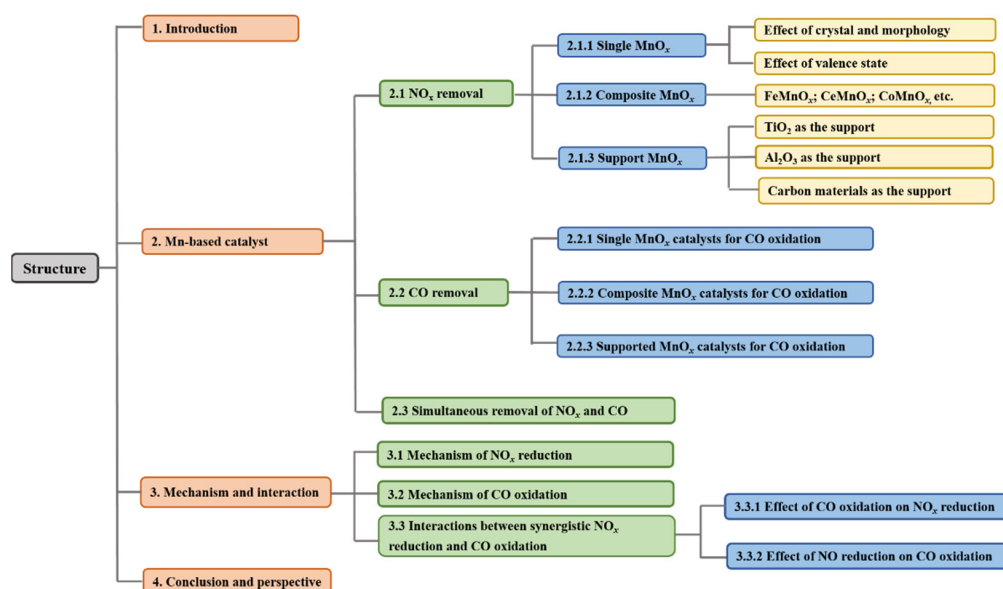 Structure
1. Introduction
2. Mn-based catalyst
2.1 NOₓ removal
2.1.1 Single MnOₓ
Effect of crystal and morphology
Effect of valence state
2.1.2 Composite MnOₓ
FeMnOₓ; CeMnOₓ; CoMnOₓ, etc.
2.1.3 Support MnOₓ
TiO₂ as the support
Al₂O₃ as the support
Carbon materials as the support
2.2 CO removal
2.2.1 Single MnOₓ catalysts for CO oxidation
2.2.2 Composite MnOₓ catalysts for CO oxidation
2.2.3 Supported MnOₓ catalysts for CO oxidation
2.3 Simultaneous removal of NOₓ and CO
3. Mechanism and interaction
3.1 Mechanism of NOₓ reduction
3.2 Mechanism of CO oxidation
3.3 Interactions between synergistic NOₓ
reduction and CO oxidation
3.3.1 Effect of CO oxidation on NOₓ reduction
3.3.2 Effect of NO reduction on CO oxidation
4. Conclusion and perspective